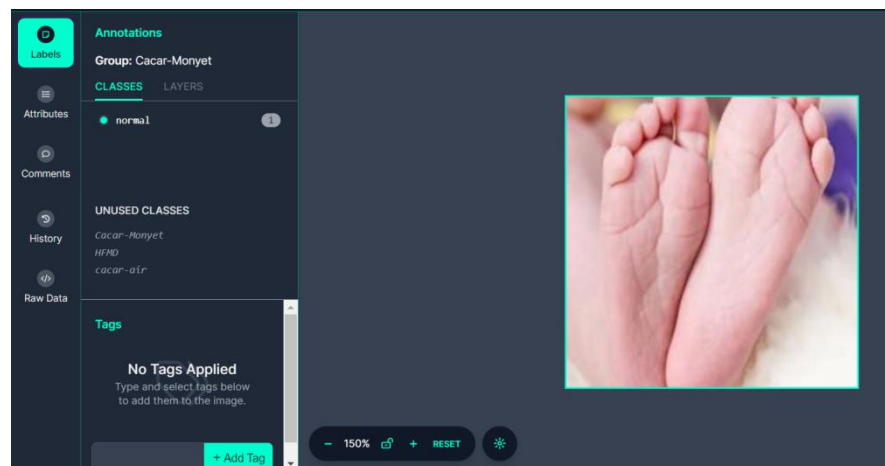 Labels
Attributes
Comments
History
Raw Data
Annotations
Group: Cacar-Monyet
CLASSES LAYERS
normal 1
UNUSED CLASSES
Cacar-Monyet
HFMD
cacar-air
Tags
No Tags Applied
Type and select tags below
to add them to the image.
+ Add Tag
− 150% + RESET